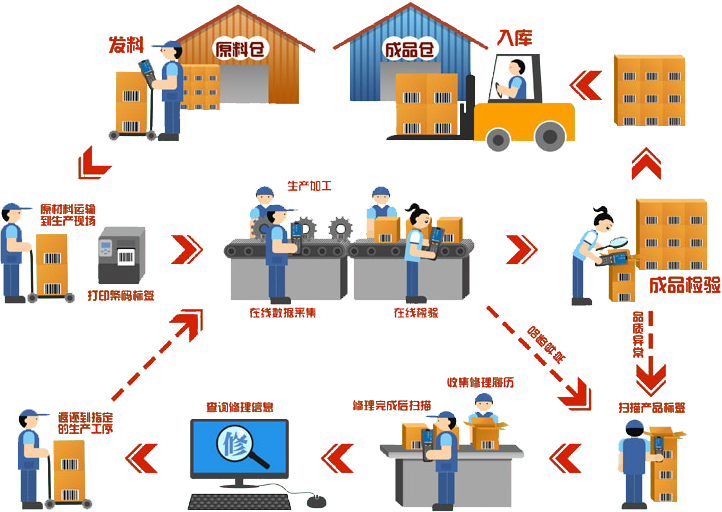 发料
原料仓
成品仓
入库
原材料运输
到生产现场
打印条码标签
生产加工
在线数据采集
在线检验
成品检验
品质异常
品质异常
扫描产品标签
收集修理履历
修理完成后扫描
查询修理信息
修
返还到指定
的生产工序